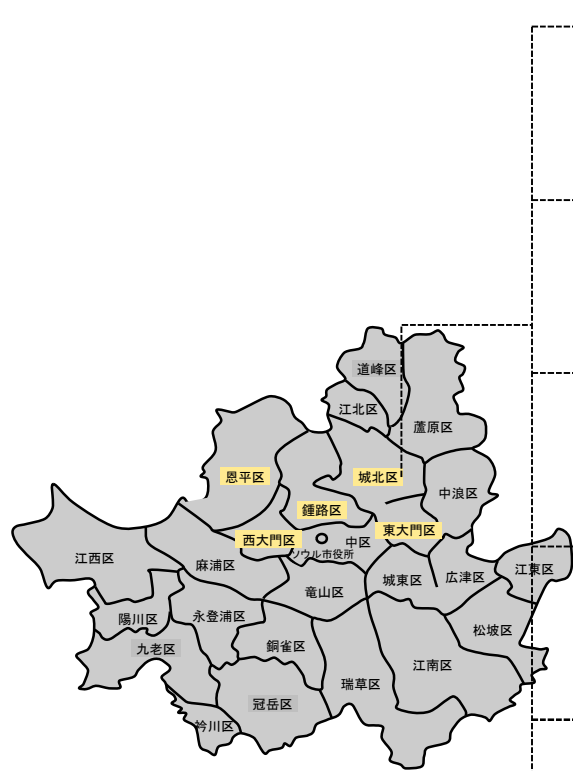 道峰区
江北区
蘆原区
恩平区
城北区
中浪区
鍾路区
東大門区
西大門区
中区
ソウル市役所
江西区
麻浦区
城東区
広津区
江東区
竜山区
陽川区
永登浦区
松坡区
九老区
銅雀区
江南区
瑞草区
冠岳区
衿川区